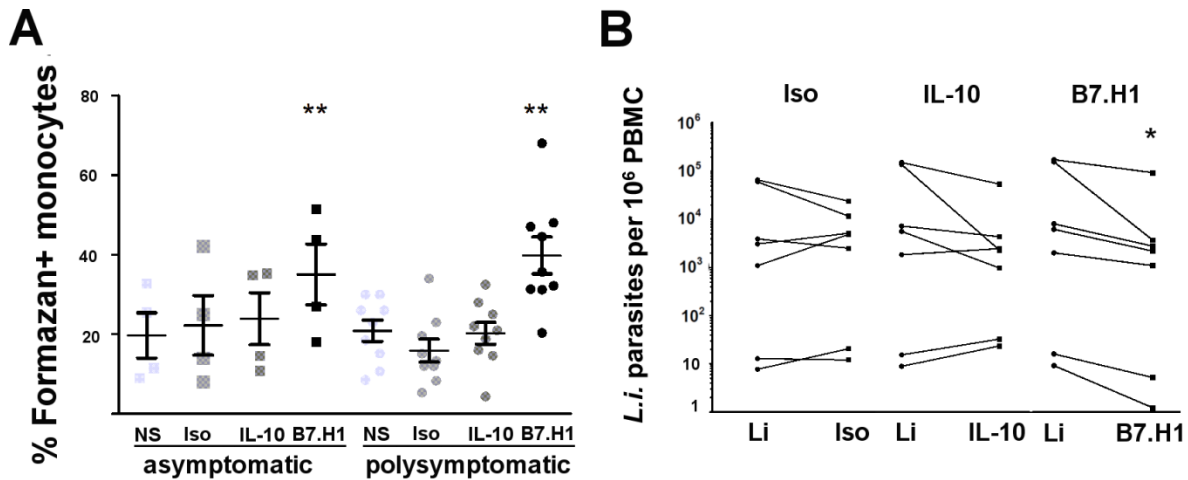 A
% Formazan+ monocytes
80
60
40
20
** **
NS Iso IL-10 B7.H1 NS Iso IL-10 B7.H1
asymptomatic polysymptomatic
B
L.i. parasites per 10⁶ PBMC
Iso IL-10 B7.H1
*
10⁶
10⁵
10⁴
10³
10²
10
1
Li Iso Li IL-10 Li B7.H1